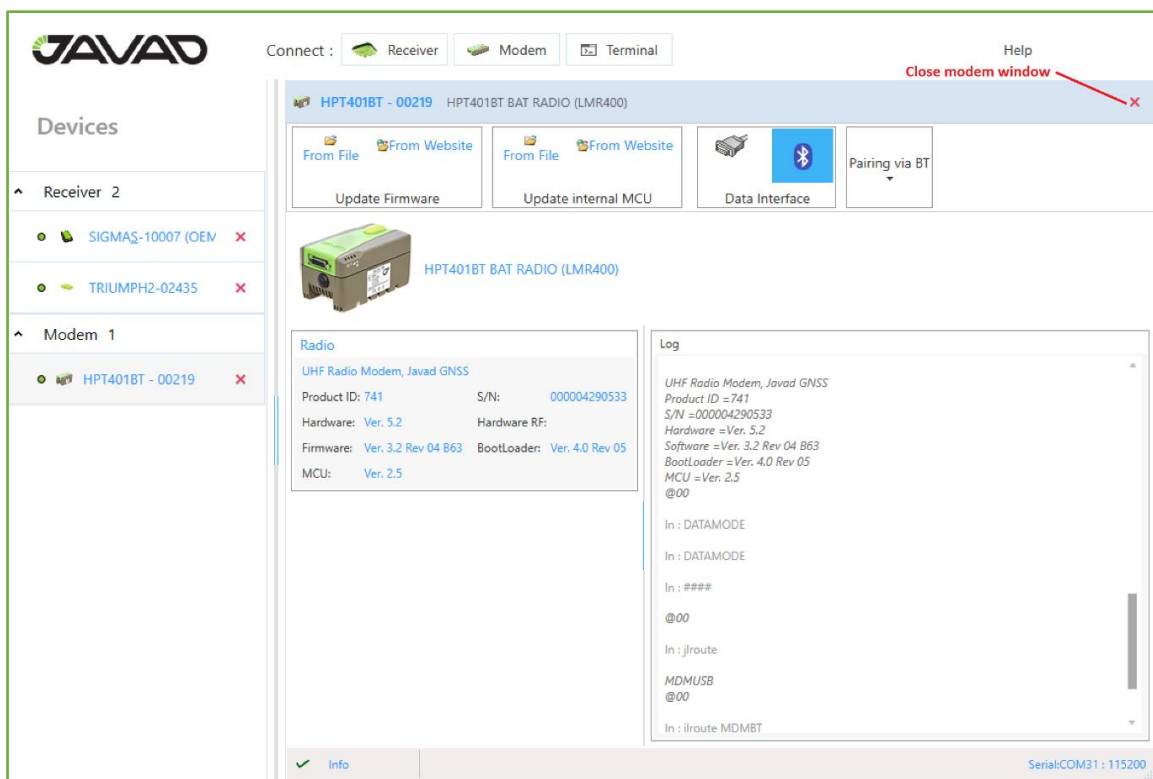 JAVAD
Connect : Receiver Modem Terminal Help
Close modem window
Devices
HPT401BT - 00219 HPT401BT BAT RADIO (LMR400)
From File From Website
Update Firmware
From File From Website
Update internal MCU
Data Interface
Pairing via BT
Receiver 2
SIGMAS-10007 (OEM
TRIUMPH2-02435
Modem 1
HPT401BT - 00219
HPT401BT BAT RADIO (LMR400)
Radio
UHF Radio Modem, Javad GNSS
Product ID: 741 S/N: 000004290533
Hardware: Ver. 5.2 Hardware RF:
Firmware: Ver. 3.2 Rev 04 B63 BootLoader: Ver. 4.0 Rev 05
MCU: Ver. 2.5
Log
UHF Radio Modem, Javad GNSS
Product ID =741
S/N =000004290533
Hardware =Ver. 5.2
Software =Ver. 3.2 Rev 04 B63
BootLoader =Ver. 4.0 Rev 05
MCU =Ver. 2.5
@00
In : DATAMODE
In : DATAMODE
In : ####
@00
In : jlroute
MDMUSB
@00
In : ilroute MDMBT
Info
Serial:COM31 : 115200